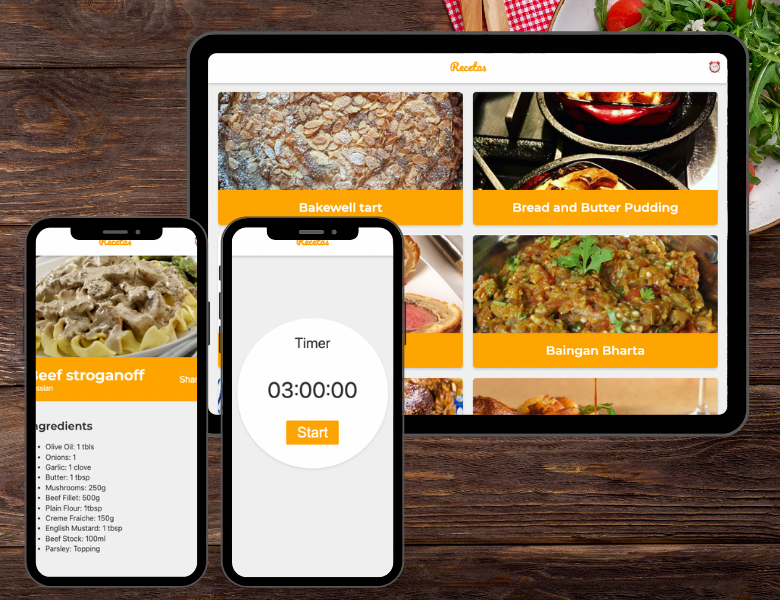 Recetas
Bakewell tart
Bread and Butter Pudding
Baingan Bharta
Recetas
Beef stroganoff
ssian
Shar
ngredients
Olive Oil: 1 tbls
Onions: 1
Garlic: 1 clove
Butter: 1 tbsp
Mushrooms: 250g
Beef Fillet: 500g
Plain Flour: 1tbsp
Creme Fraiche: 150g
English Mustard: 1 tbsp
Beef Stock: 100ml
Parsley: Topping
Recetas
Timer
03:00:00
Start